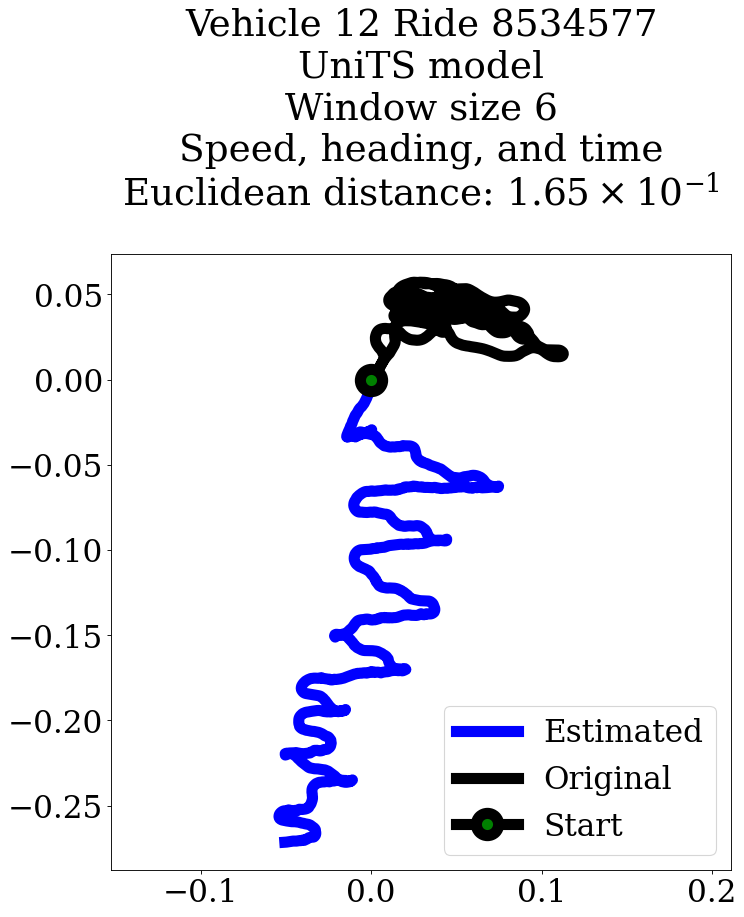 Vehicle 12 Ride 8534577
UniTS model
Window size 6
Speed, heading, and time
Euclidean distance: 1.65 × 10⁻¹
0.05
0.00
−0.05
−0.10
−0.15
−0.20
−0.25
Estimated
Original
Start
−0.1
0.0
0.1
0.2